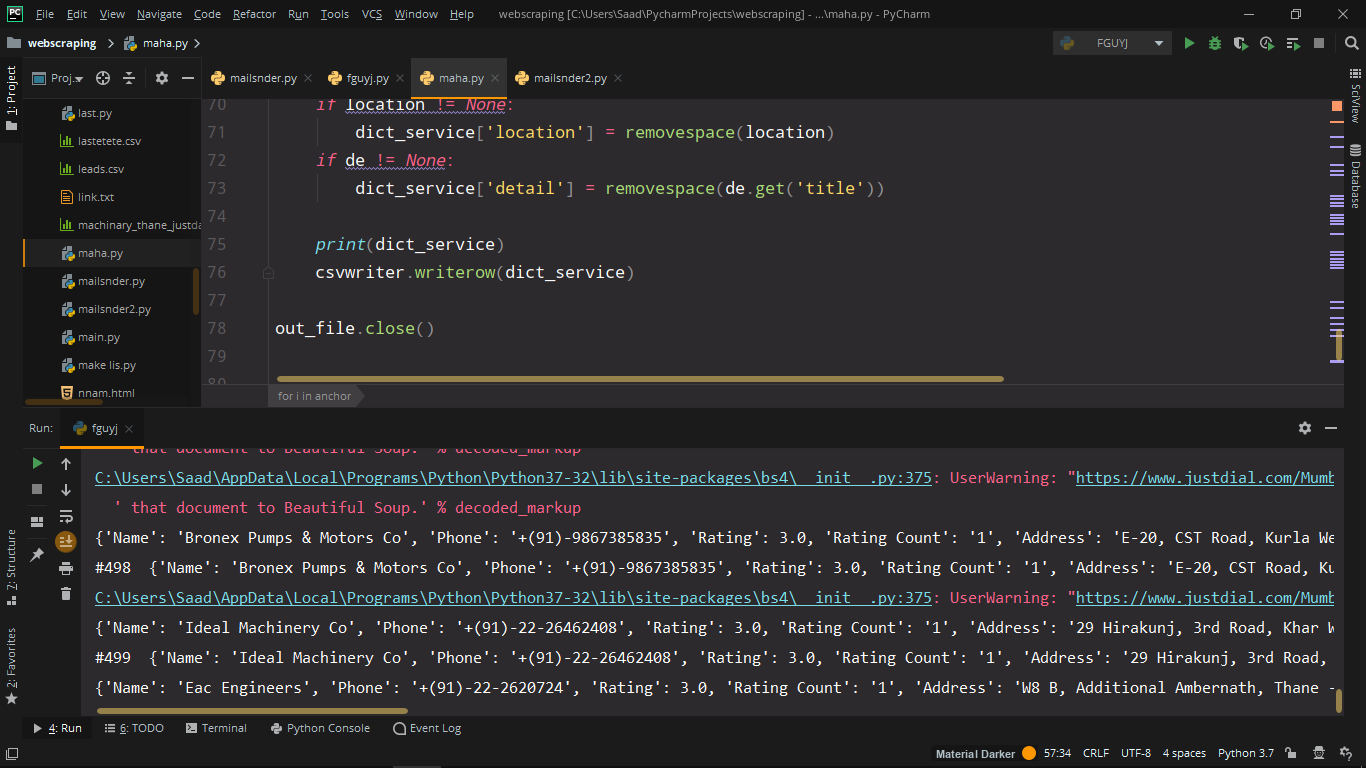 PC File Edit View Navigate Code Refactor Run Tools VCS Window Help webscraping [C:\Users\Saad\PycharmProjects\webscraping] - ...\maha.py - PyCharm
webscraping maha.py FGUYJ
1: Project Proj... mailsnder.py fguyj.py maha.py mailsnder2.py
last.py
lastetete.csv
leads.csv
link.txt
machinary_thane_justda
maha.py
mailsnder.py
mailsnder2.py
main.py
make lis.py
nnam.html
70 if location != None:
71 dict_service['location'] = removespace(location)
72 if de != None:
73 dict_service['detail'] = removespace(de.get('title'))
74
75 print(dict_service)
76 csvwriter.writerow(dict_service)
77
78 out_file.close()
79
80
for i in anchor
SciView
Database
Run: fguyj
' that document to Beautiful Soup.' % decoded_markup
C:\Users\Saad\AppData\Local\Programs\Python\Python37-32\lib\site-packages\bs4\__init__.py:375: UserWarning: "https://www.justdial.com/Mumb
' that document to Beautiful Soup.' % decoded_markup
{'Name': 'Bronex Pumps & Motors Co', 'Phone': '+(91)-9867385835', 'Rating': 3.0, 'Rating Count': '1', 'Address': 'E-20, CST Road, Kurla We
#498  {'Name': 'Bronex Pumps & Motors Co', 'Phone': '+(91)-9867385835', 'Rating': 3.0, 'Rating Count': '1', 'Address': 'E-20, CST Road, Ku
C:\Users\Saad\AppData\Local\Programs\Python\Python37-32\lib\site-packages\bs4\__init__.py:375: UserWarning: "https://www.justdial.com/Mumb
{'Name': 'Ideal Machinery Co', 'Phone': '+(91)-22-26462408', 'Rating': 3.0, 'Rating Count': '1', 'Address': '29 Hirakunj, 3rd Road, Khar W
#499  {'Name': 'Ideal Machinery Co', 'Phone': '+(91)-22-26462408', 'Rating': 3.0, 'Rating Count': '1', 'Address': '29 Hirakunj, 3rd Road,
{'Name': 'Eac Engineers', 'Phone': '+(91)-22-2620724', 'Rating': 3.0, 'Rating Count': '1', 'Address': 'W8 B, Additional Ambernath, Thane -
7: Structure
2: Favorites
4: Run 6: TODO Terminal Python Console Event Log
Material Darker 57:34 CRLF UTF-8 4 spaces Python 3.7